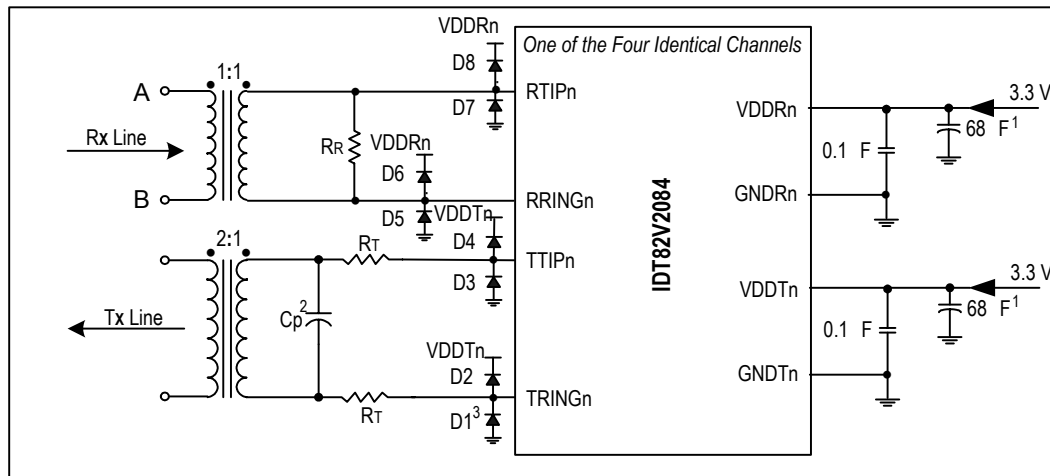 One of the Four Identical Channels
VDDRn
D8
1:1
A
RTIPn
D7
VDDRn
3.3 V
Rx Line
RR
VDDRn
D6
68 F1
0.1 F
B
RRINGn
GNDRn
D5
VDDTn
2:1
D4
RT
TTIPn
D3
IDT82V2084
VDDTn
3.3 V
Tx Line
Cp2
68 F1
0.1 F
VDDTn
D2
GNDTn
TRINGn
RT
D13